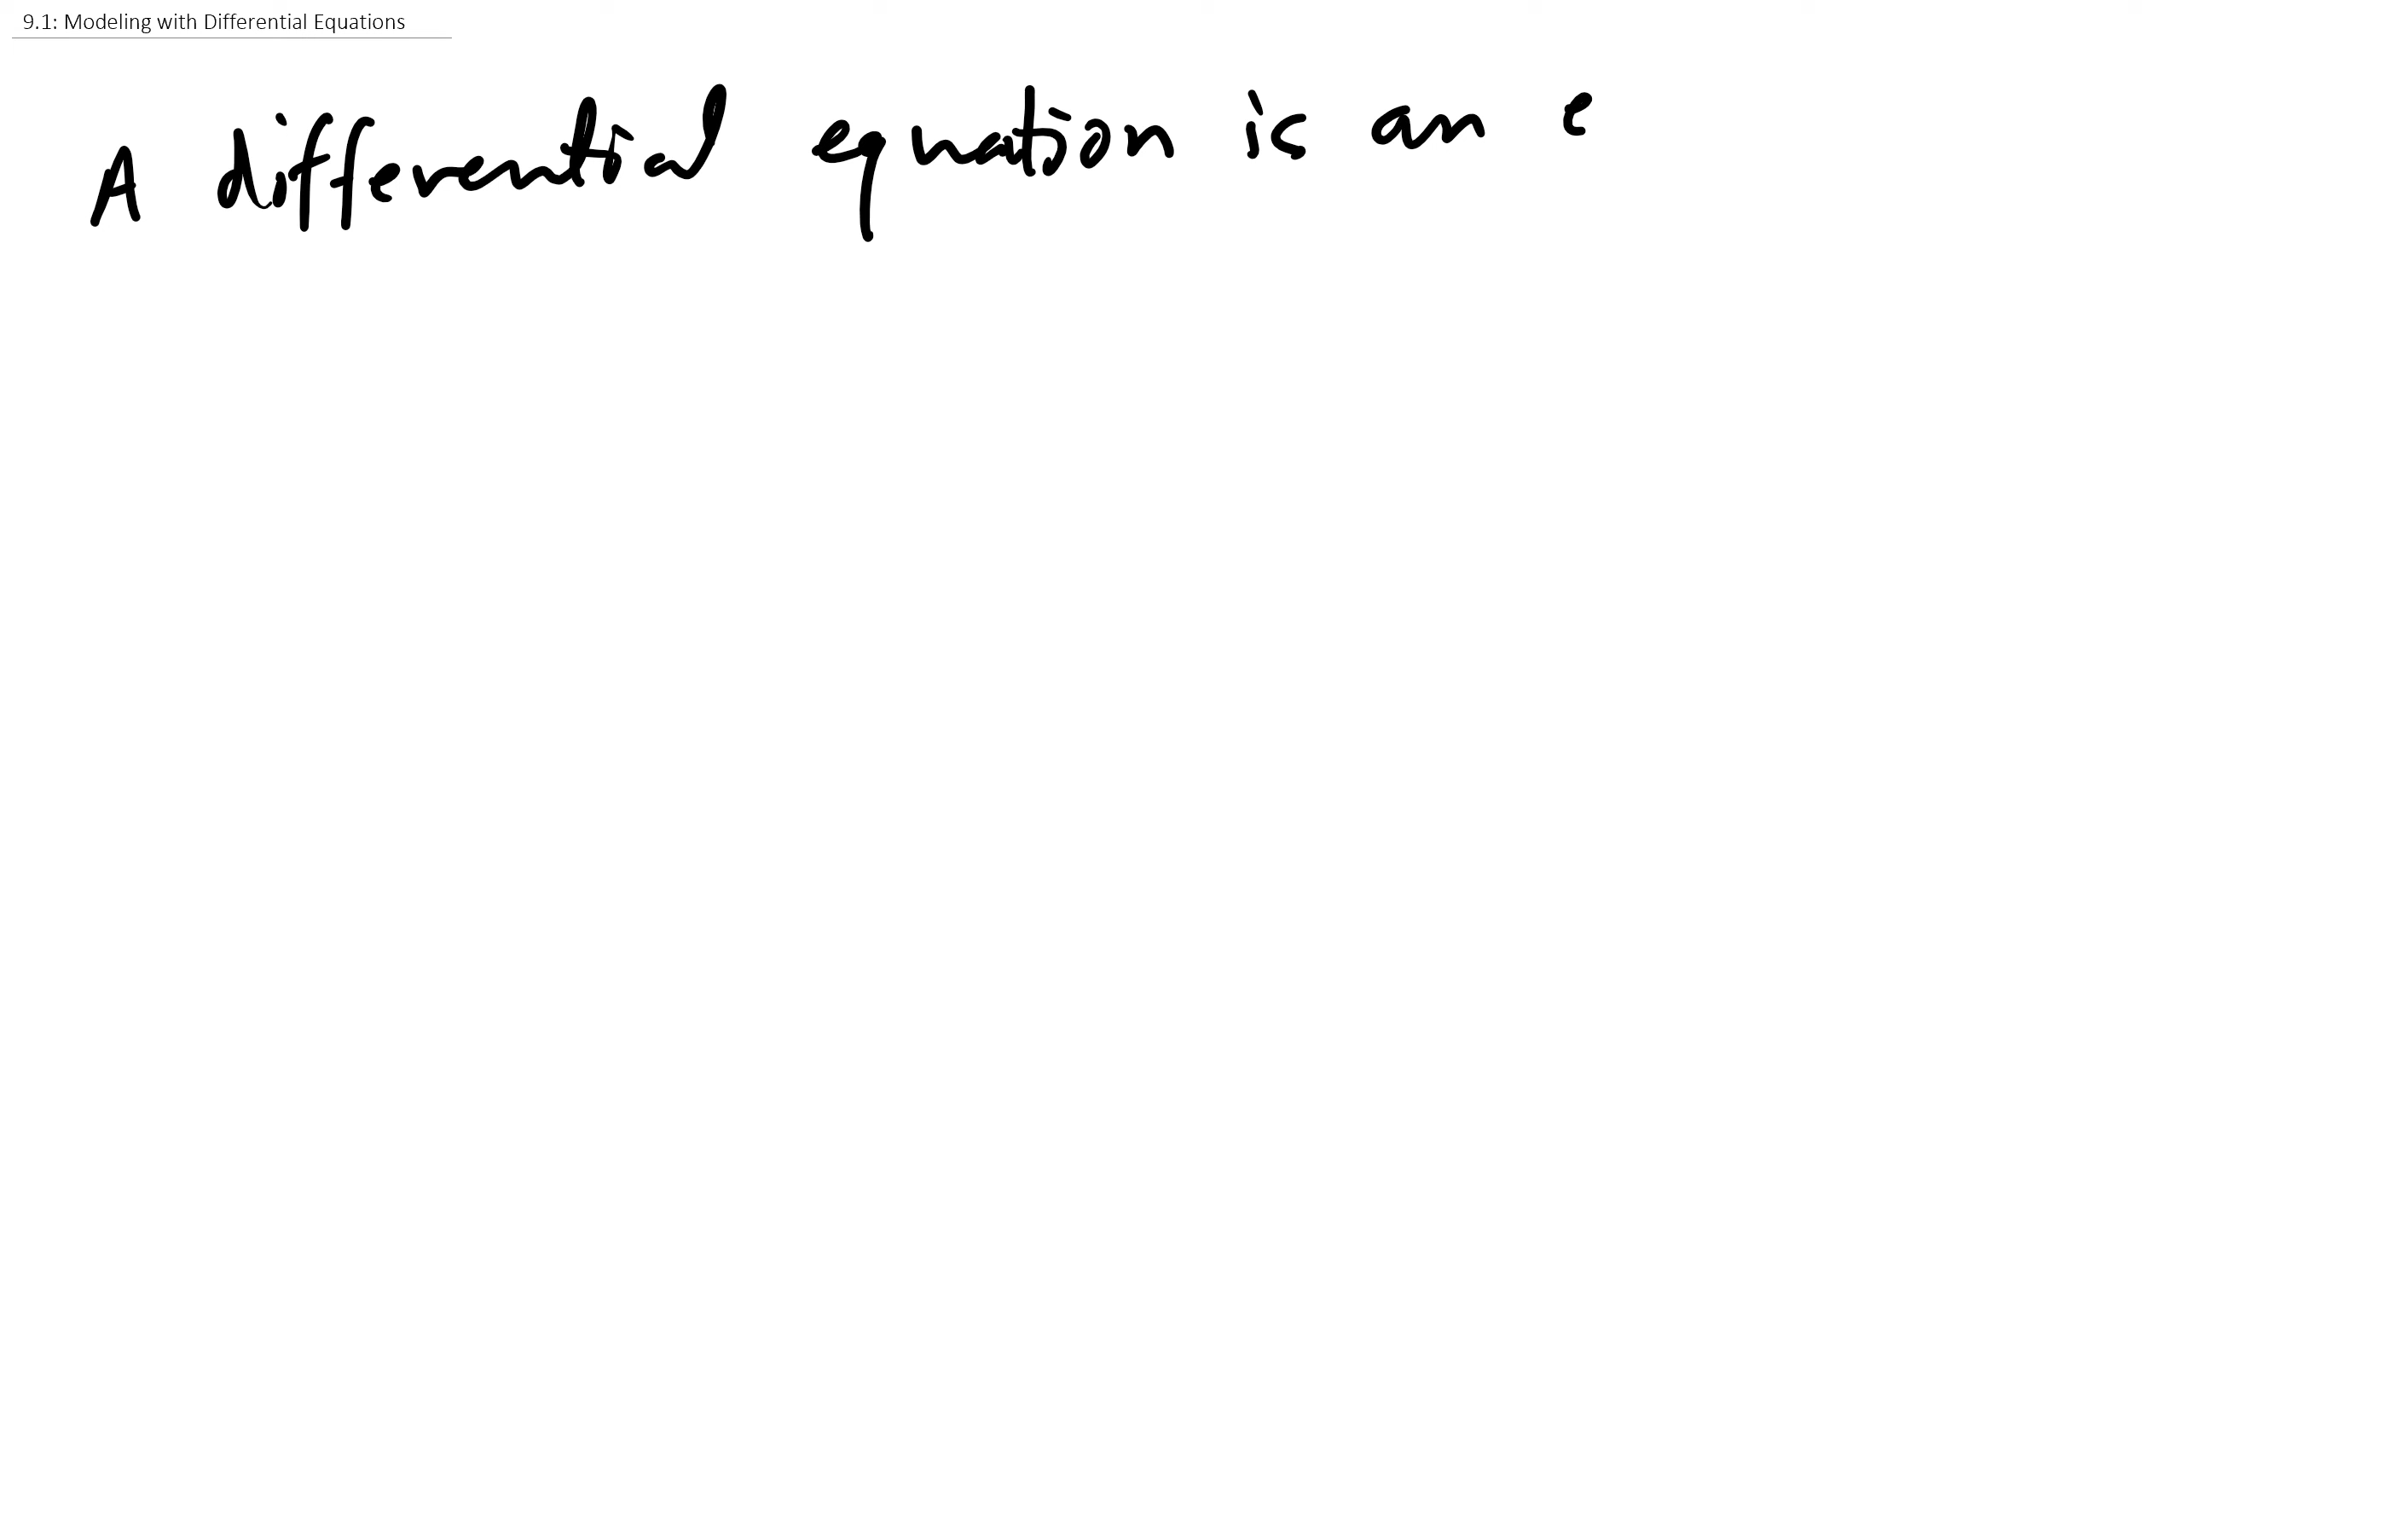 9.1: Modeling with Differential Equations
A differential equation is an e